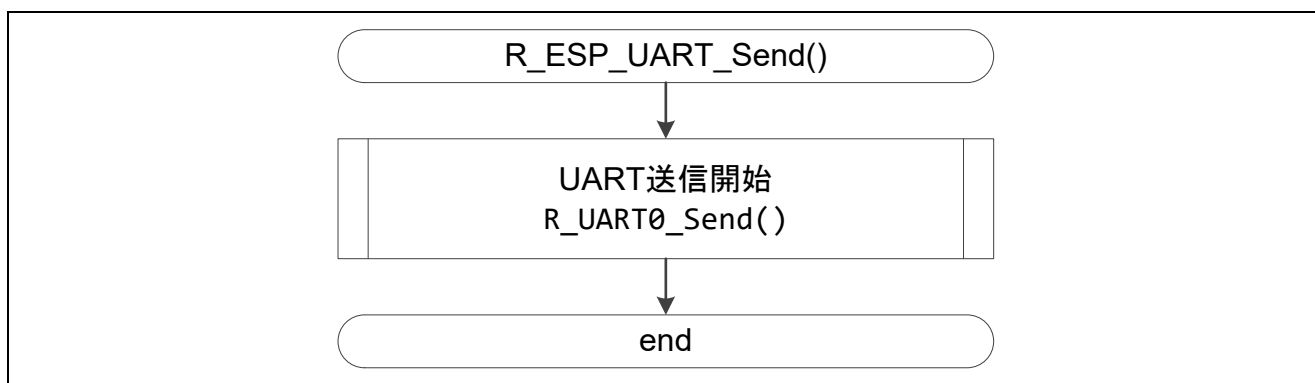 R_ESP_UART_Send()
UART送信開始
R_UART0_Send()
end